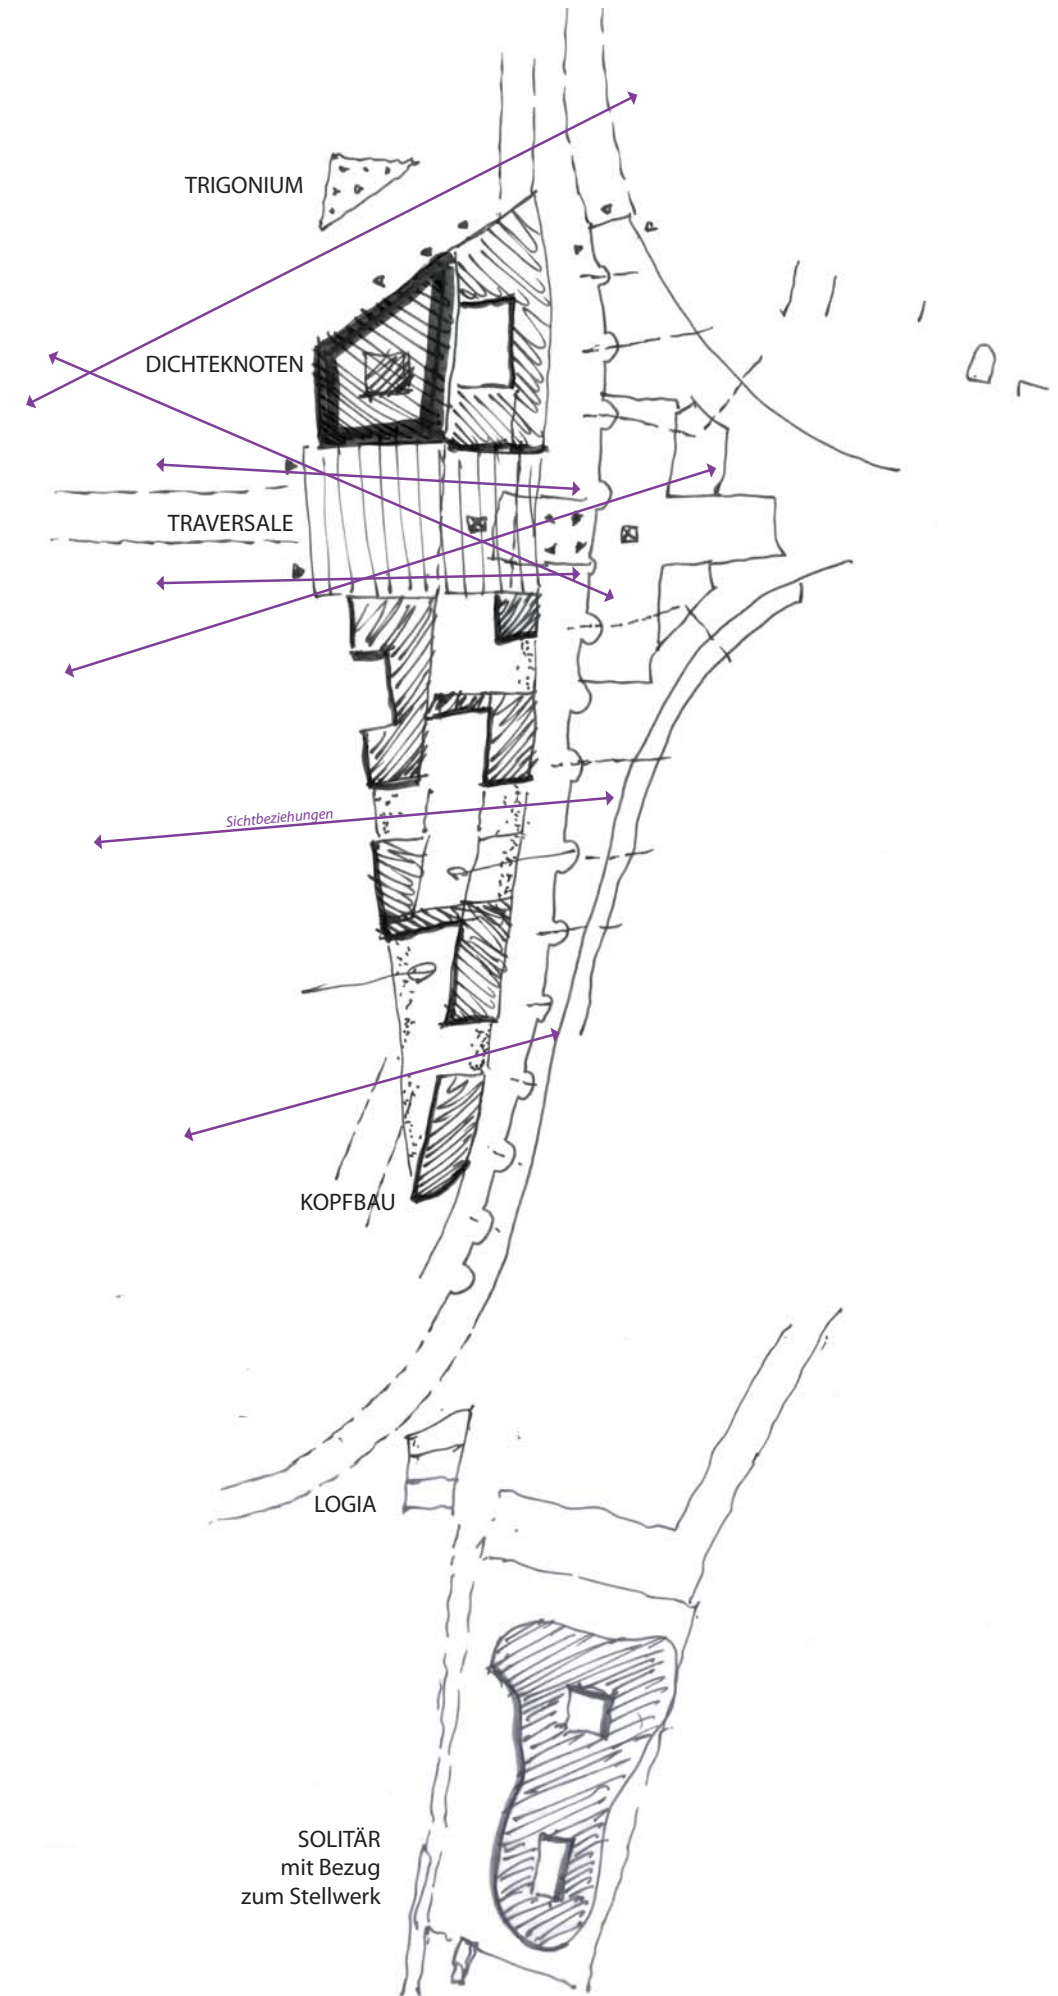 TRIGONIUM
DICHTEKNOTEN
TRAVERSALE
Sichtbeziehungen
KOPFBAU
LOGIA
SOLITÄR
mit Bezug
zum Stellwerk